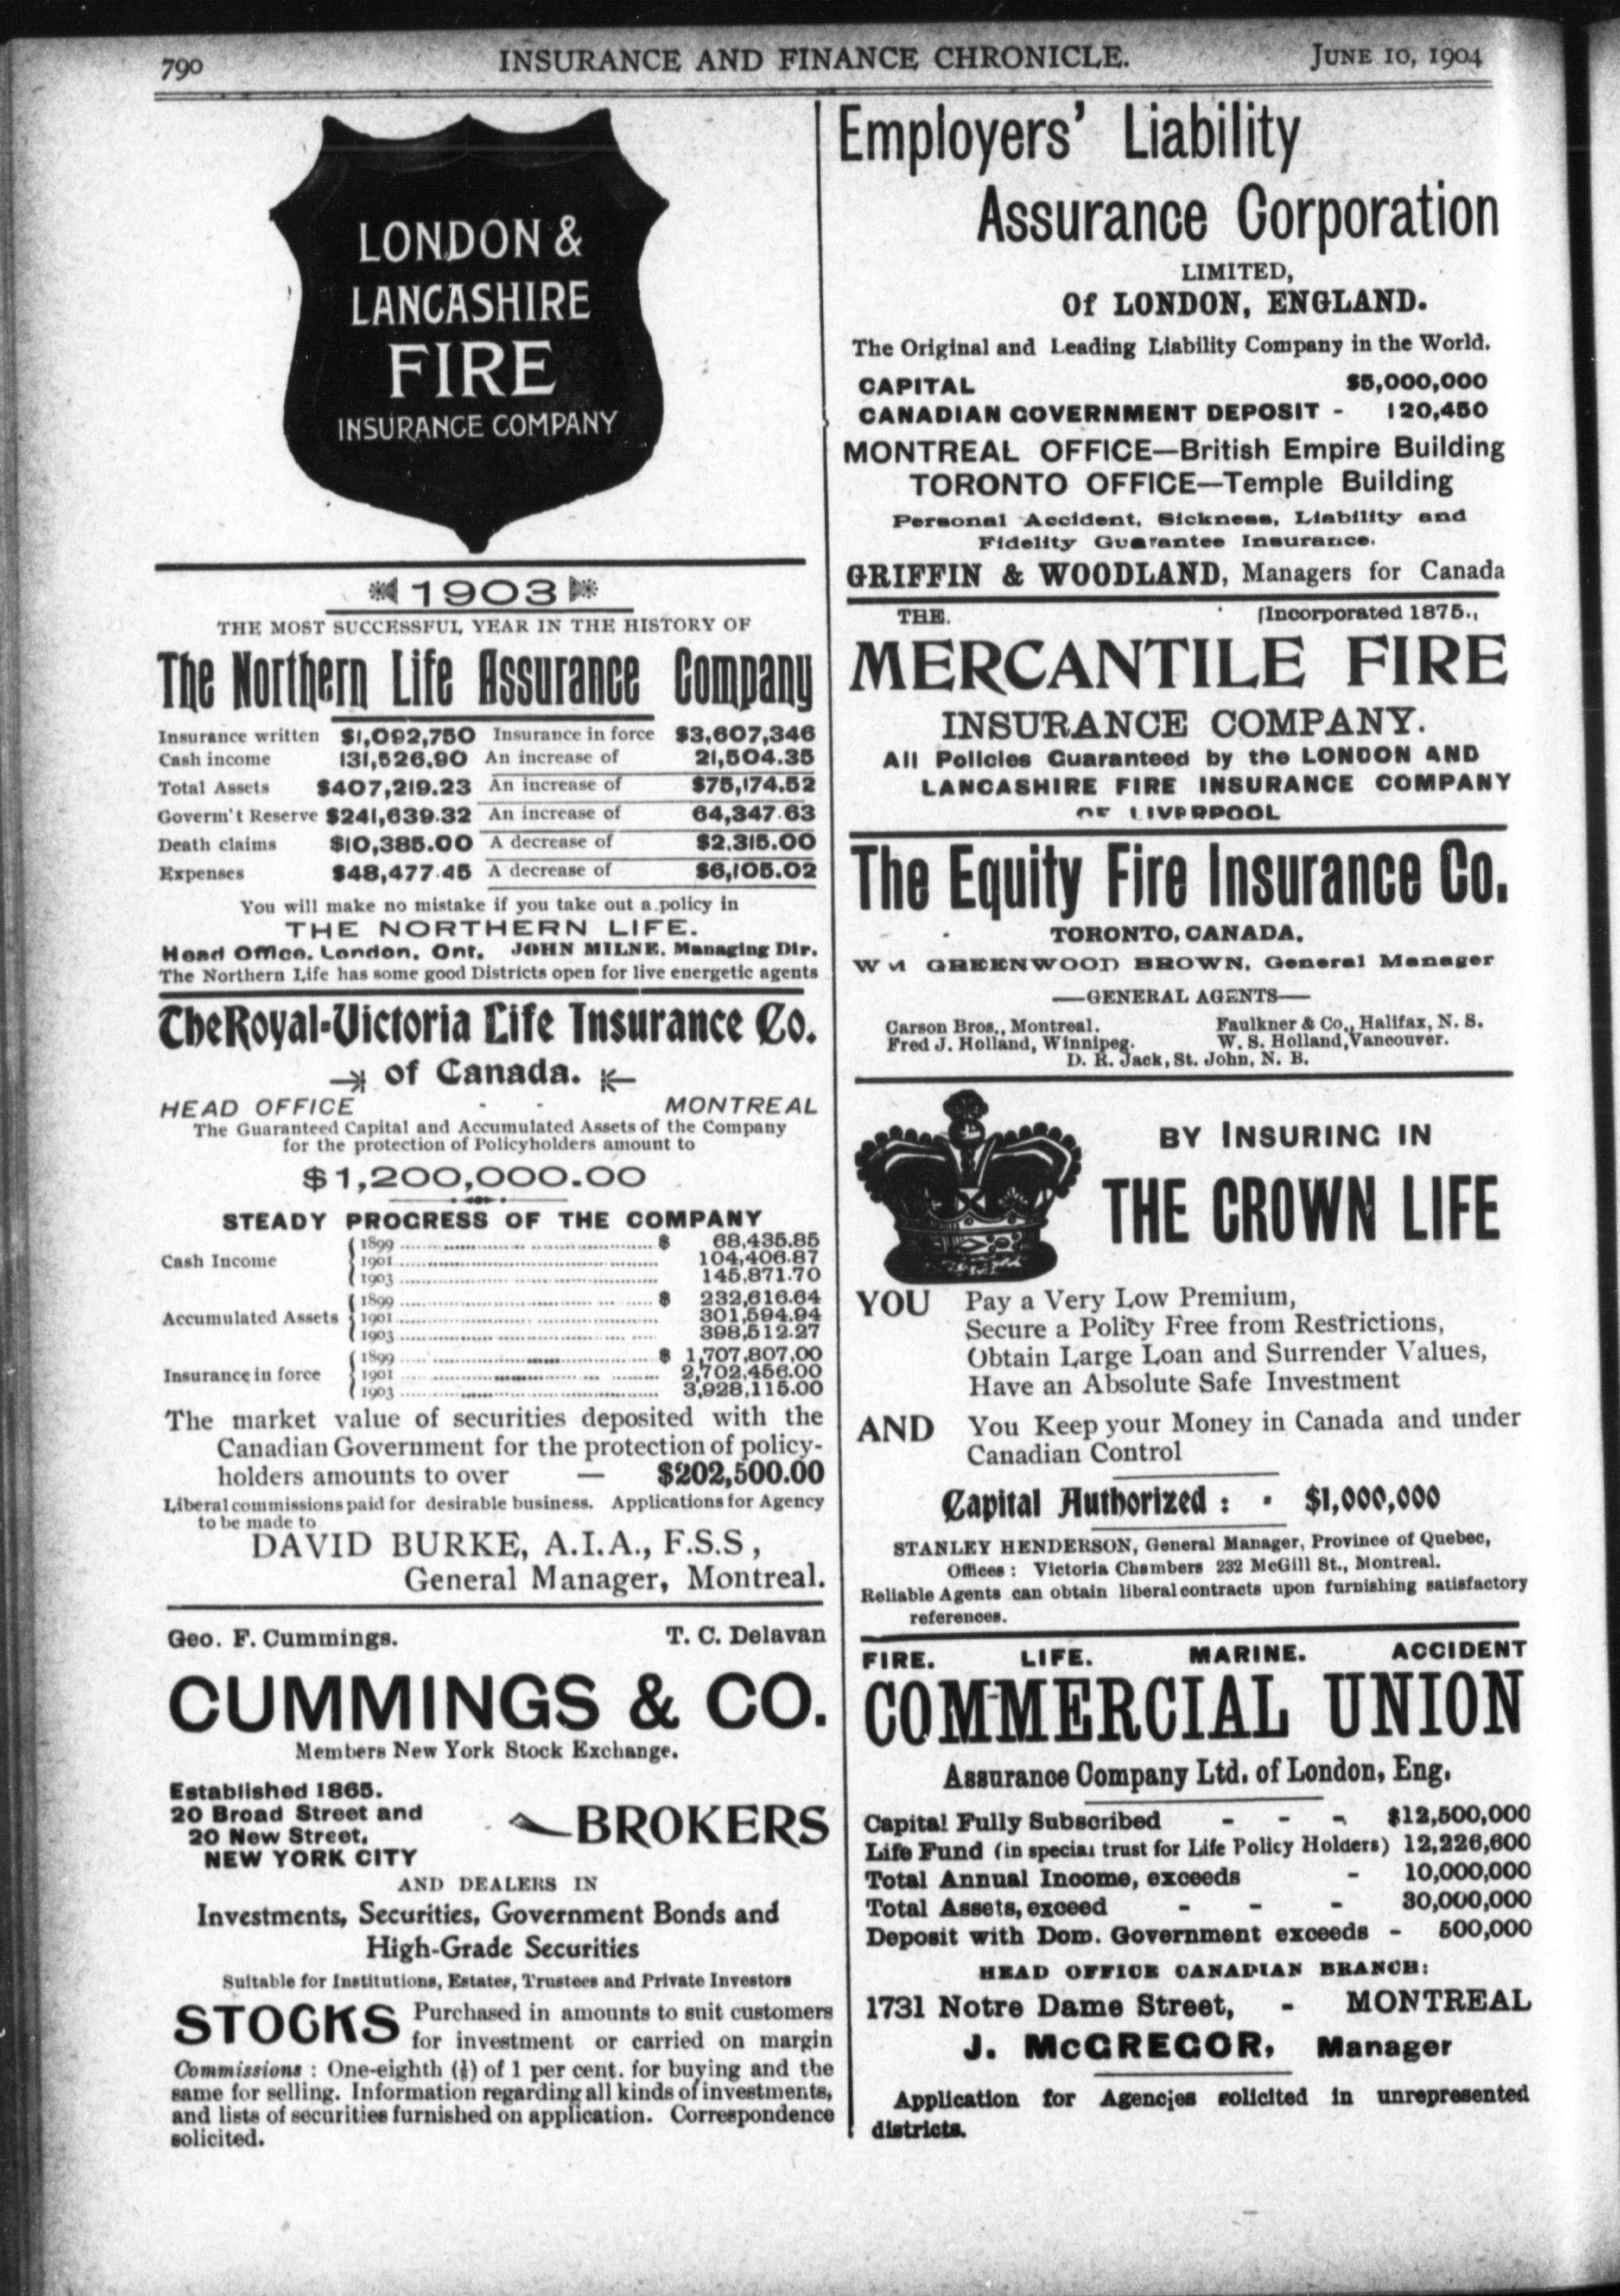 790 INSURANCE AND FINANCE CHRONICLE. JUNE 10, 1904
LONDON &
LANCASHIRE
FIRE
INSURANCE COMPANY
1903
THE MOST SUCCESSFUL YEAR IN THE HISTORY OF
The Northern Life Assurance Company
Insurance written $1,092,750 Insurance in force $3,607,346
Cash income 131,526.90 An increase of 21,504.35
Total Assets $407,219.23 An increase of $75,174.52
Goverm't Reserve $241,639.32 An increase of 64,347.63
Death claims $10,385.00 A decrease of $2,315.00
Expenses $48,477.45 A decrease of $6,105.02
You will make no mistake if you take out a policy in
THE NORTHERN LIFE.
Head Office, London, Ont. JOHN MILNE, Managing Dir.
The Northern Life has some good Districts open for live energetic agents
The Royal-Victoria Life Insurance Co.
of Canada.
HEAD OFFICE - - MONTREAL
The Guaranteed Capital and Accumulated Assets of the Company
for the protection of Policyholders amount to
$1,200,000.00
STEADY PROGRESS OF THE COMPANY
Cash Income
1899 $ 68,435.85
1901 104,406.87
1903 145,871.70
Accumulated Assets
1899 $ 232,616.64
1901 301,594.94
1903 398,512.27
Insurance in force
1899 $ 1,707,807,00
1901 2,702,456.00
1903 3,928,115.00
The market value of securities deposited with the
Canadian Government for the protection of policy-
holders amounts to over — $202,500.00
Liberal commissions paid for desirable business. Applications for Agency
to be made to
DAVID BURKE, A.I.A., F.S.S,
General Manager, Montreal.
Geo. F. Cummings. T. C. Delavan
CUMMINGS & CO.
Members New York Stock Exchange.
Established 1865.
20 Broad Street and
20 New Street,
NEW YORK CITY
BROKERS
AND DEALERS IN
Investments, Securities, Government Bonds and
High-Grade Securities
Suitable for Institutions, Estates, Trustees and Private Investors
STOCKS Purchased in amounts to suit customers
for investment or carried on margin
Commissions : One-eighth (⅛) of 1 per cent. for buying and the
same for selling. Information regarding all kinds of investments,
and lists of securities furnished on application. Correspondence
solicited.
Employers' Liability
Assurance Corporation
LIMITED,
Of LONDON, ENGLAND.
The Original and Leading Liability Company in the World.
CAPITAL $5,000,000
CANADIAN GOVERNMENT DEPOSIT - 120,450
MONTREAL OFFICE—British Empire Building
TORONTO OFFICE—Temple Building
Personal Accident, Sickness, Liability and
Fidelity Guarantee Insurance.
GRIFFIN & WOODLAND, Managers for Canada
THE. (Incorporated 1875.,
MERCANTILE FIRE
INSURANCE COMPANY.
All Policies Guaranteed by the LONDON AND
LANCASHIRE FIRE INSURANCE COMPANY
OF LIVERPOOL
The Equity Fire Insurance Co.
TORONTO, CANADA.
WM GREENWOOD BROWN, General Manager
—GENERAL AGENTS—
Carson Bros., Montreal. Faulkner & Co., Halifax, N. S.
Fred J. Holland, Winnipeg. W. S. Holland, Vancouver.
D. R. Jack, St. John, N. B.
BY INSURING IN
THE CROWN LIFE
YOU Pay a Very Low Premium,
Secure a Policy Free from Restrictions,
Obtain Large Loan and Surrender Values,
Have an Absolute Safe Investment
AND You Keep your Money in Canada and under
Canadian Control
Capital Authorized : - $1,000,000
STANLEY HENDERSON, General Manager, Province of Quebec,
Offices : Victoria Chambers 232 McGill St., Montreal.
Reliable Agents can obtain liberal contracts upon furnishing satisfactory
references.
FIRE. LIFE. MARINE. ACCIDENT
COMMERCIAL UNION
Assurance Company Ltd. of London, Eng.
Capital Fully Subscribed - - - $12,500,000
Life Fund (in special trust for Life Policy Holders) 12,226,600
Total Annual Income, exceeds - 10,000,000
Total Assets, exceed - - - 30,000,000
Deposit with Dom. Government exceeds - 500,000
HEAD OFFICE CANADIAN BRANCH:
1731 Notre Dame Street, - MONTREAL
J. McGREGOR, Manager
Application for Agencies solicited in unrepresented
districts.